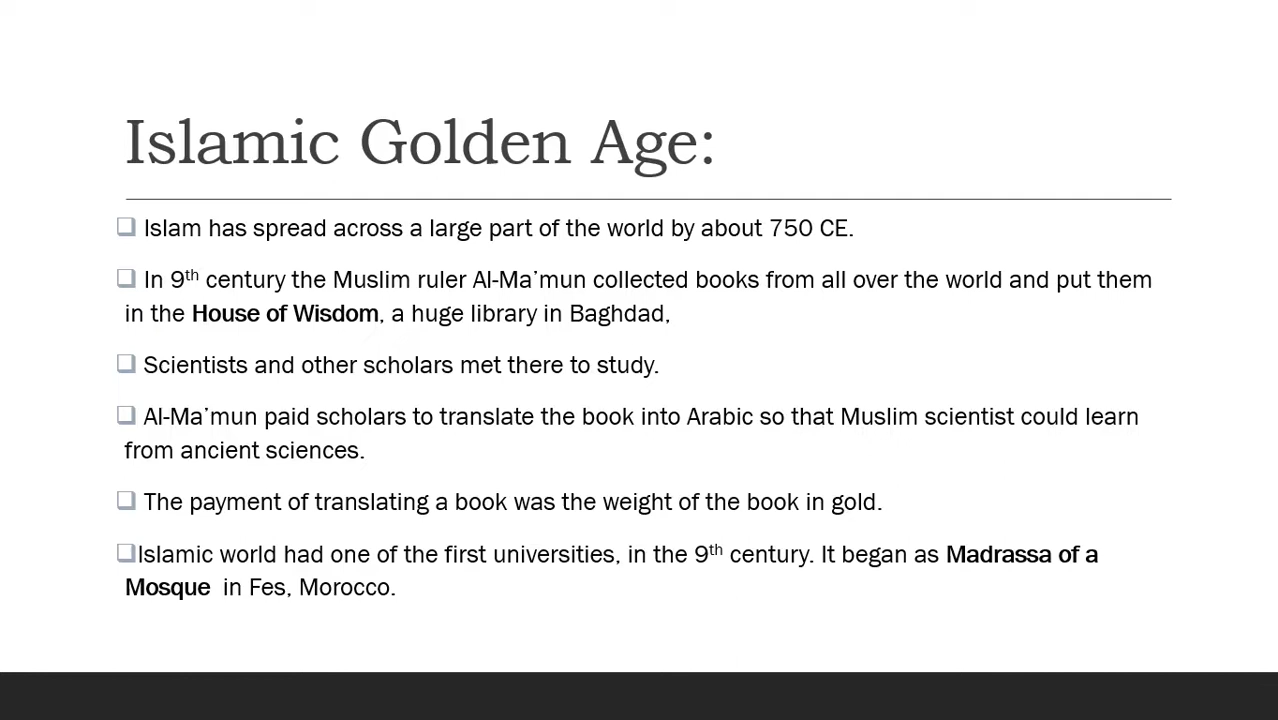 Islamic Golden Age:
Islam has spread across a large part of the world by about 750 CE.
In 9th century the Muslim ruler Al-Ma’mun collected books from all over the world and put them
in the House of Wisdom, a huge library in Baghdad,
Scientists and other scholars met there to study.
Al-Ma’mun paid scholars to translate the book into Arabic so that Muslim scientist could learn
from ancient sciences.
The payment of translating a book was the weight of the book in gold.
Islamic world had one of the first universities, in the 9th century. It began as Madrassa of a
Mosque in Fes, Morocco.